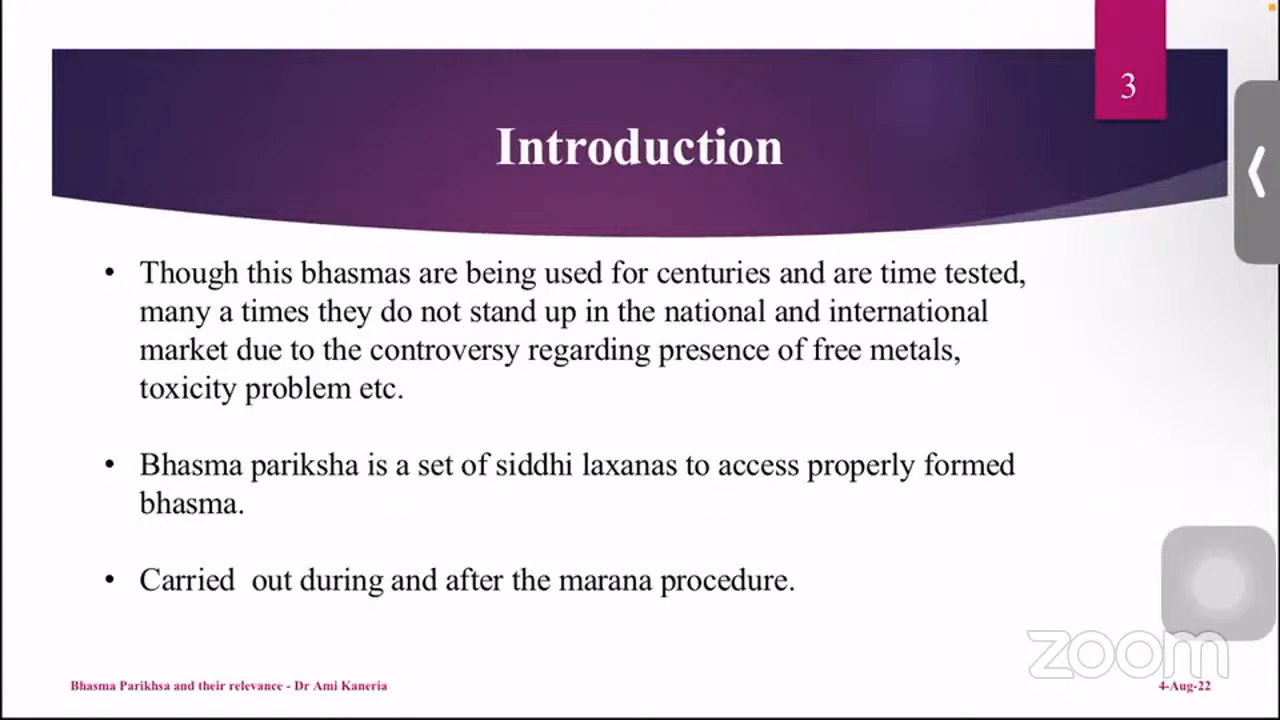 3
Introduction
• Though this bhasmas are being used for centuries and are time tested,
many a times they do not stand up in the national and international
market due to the controversy regarding presence of free metals,
toxicity problem etc.
• Bhasma pariksha is a set of siddhi laxanas to access properly formed
bhasma.
• Carried  out during and after the marana procedure.
zoom
Bhasma Parikhsa and their relevance - Dr Ami Kaneria
4-Aug-22